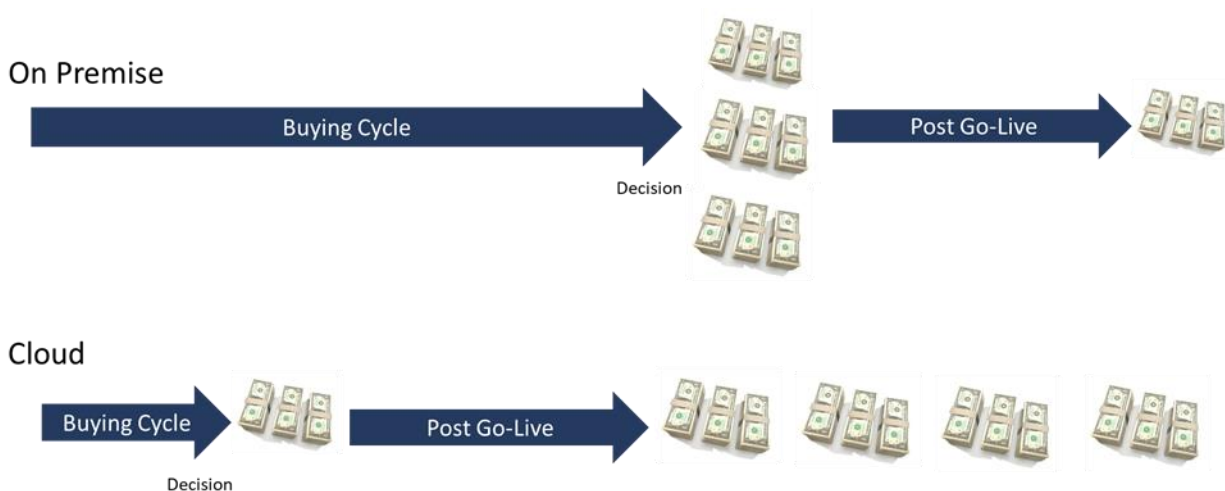 On Premise
Buying Cycle
Post Go-Live
Decision
Cloud
Buying Cycle
Post Go-Live
Decision